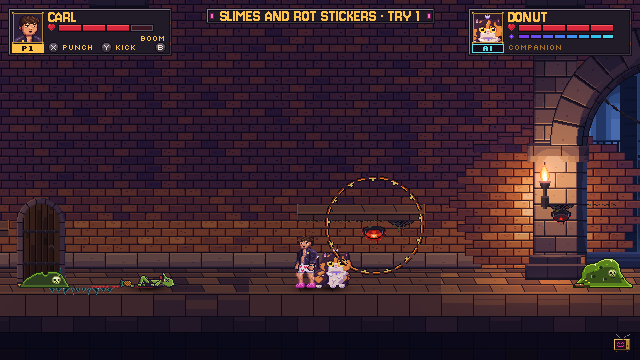 CARL
P1
X PUNCH Y KICK
BOOM
B
SLIMES AND ROT STICKERS · TRY 1
DONUT
AI
COMPANION